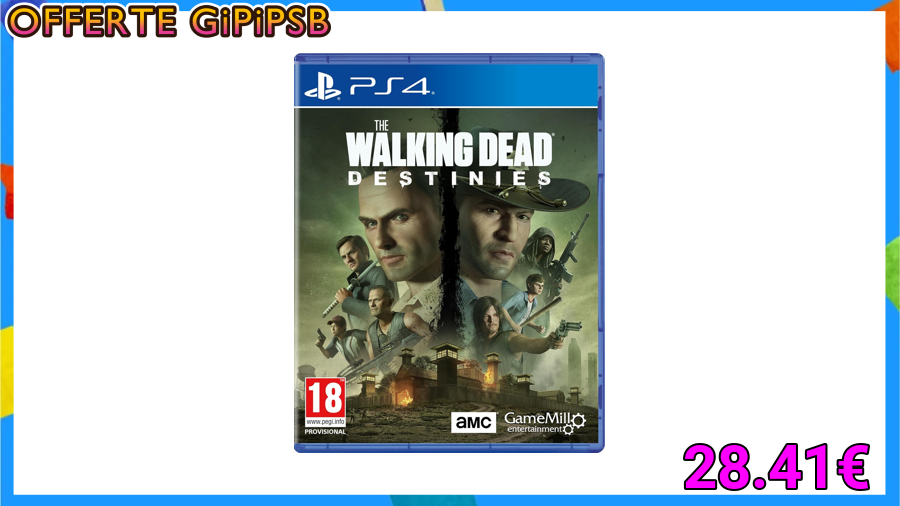 OFFERTE GiPiPSB
PS4
THE
WALKING DEAD
DESTINIES
18
www.pegi.info
PROVISIONAL
aMC
GameMill
entertainment
28.41€